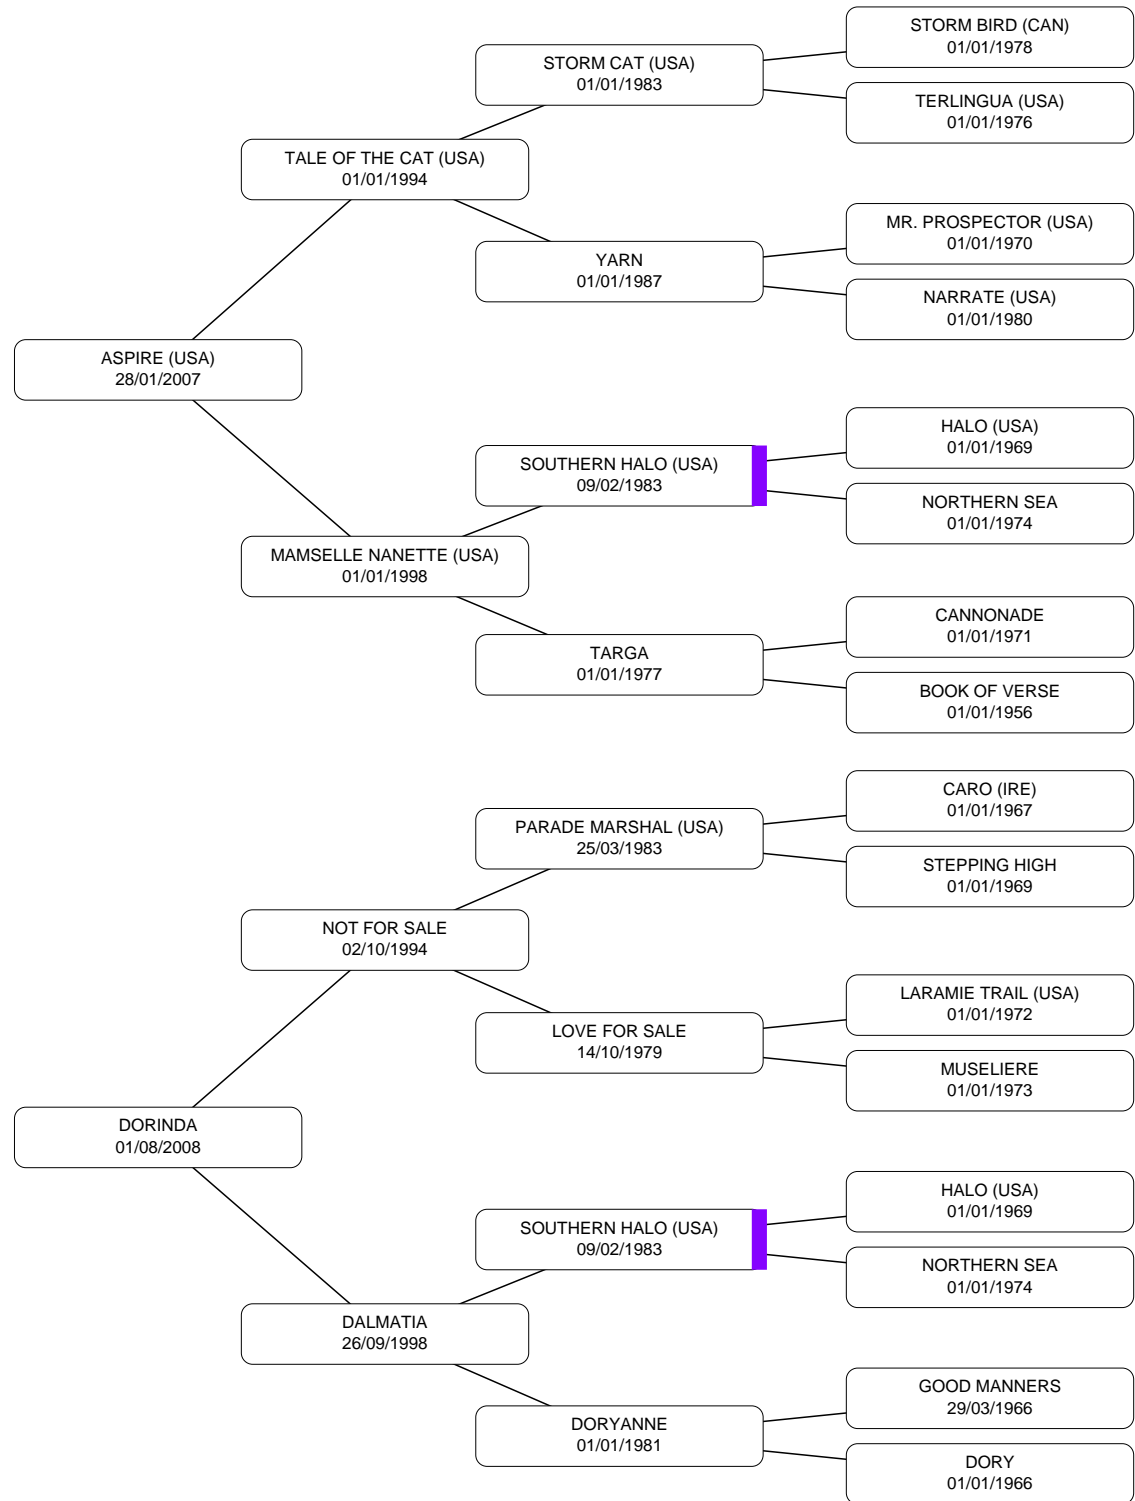 STORM BIRD (CAN)
01/01/1978
STORM CAT (USA)
01/01/1983
TERLINGUA (USA)
01/01/1976
TALE OF THE CAT (USA)
01/01/1994
MR. PROSPECTOR (USA)
01/01/1970
YARN
01/01/1987
NARRATE (USA)
01/01/1980
ASPIRE (USA)
28/01/2007
HALO (USA)
01/01/1969
SOUTHERN HALO (USA)
09/02/1983
NORTHERN SEA
01/01/1974
MAMSELLE NANETTE (USA)
01/01/1998
CANNONADE
01/01/1971
TARGA
01/01/1977
BOOK OF VERSE
01/01/1956
CARO (IRE)
01/01/1967
PARADE MARSHAL (USA)
25/03/1983
STEPPING HIGH
01/01/1969
NOT FOR SALE
02/10/1994
LARAMIE TRAIL (USA)
01/01/1972
LOVE FOR SALE
14/10/1979
MUSELIERE
01/01/1973
DORINDA
01/08/2008
HALO (USA)
01/01/1969
SOUTHERN HALO (USA)
09/02/1983
NORTHERN SEA
01/01/1974
DALMATIA
26/09/1998
GOOD MANNERS
29/03/1966
DORYANNE
01/01/1981
DORY
01/01/1966